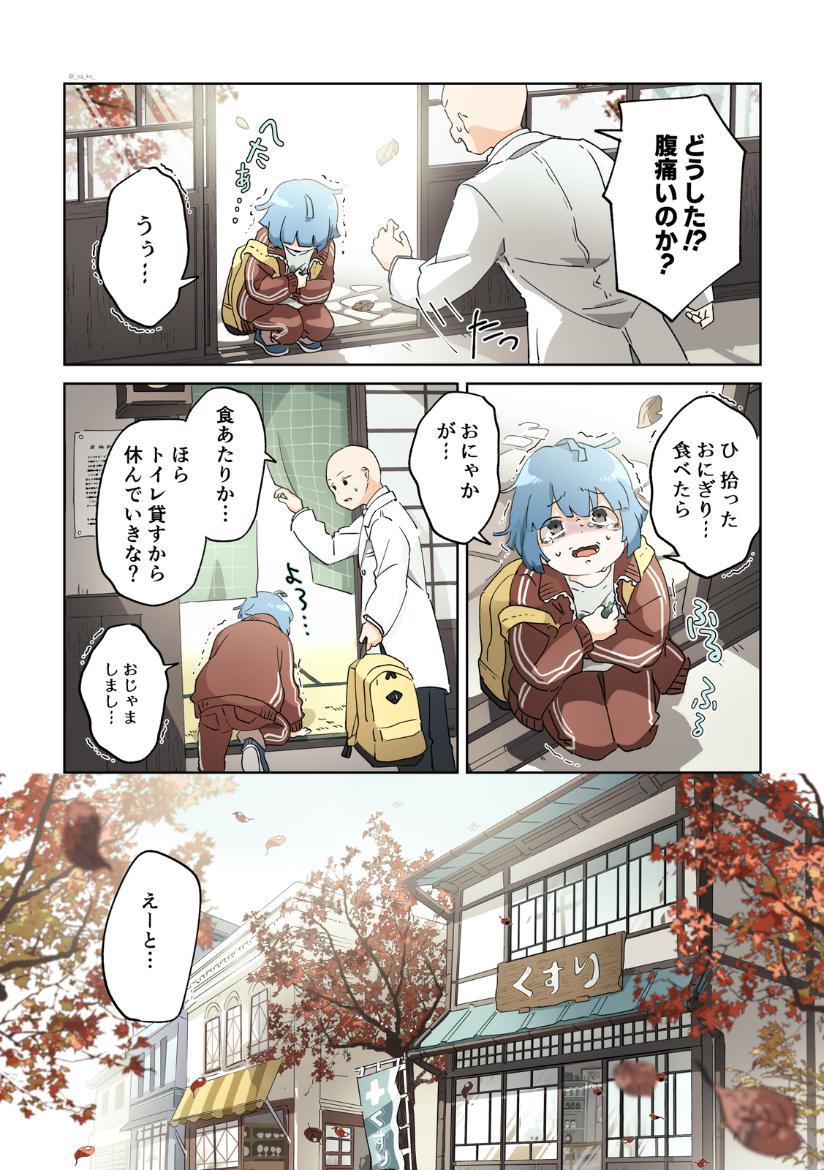 @_na_ko_
どうした!?
腹痛いのか?
へたぁ…
だっ
うぅ…
ひ 拾った
おにぎり…
食べたら
おにゃか
が…
ふる
ふる
食あたりか…
ほら
トイレ貸すから
休んでいきな?
よろ…
おじゃま
しまし…
えーと…
くすり
くすり